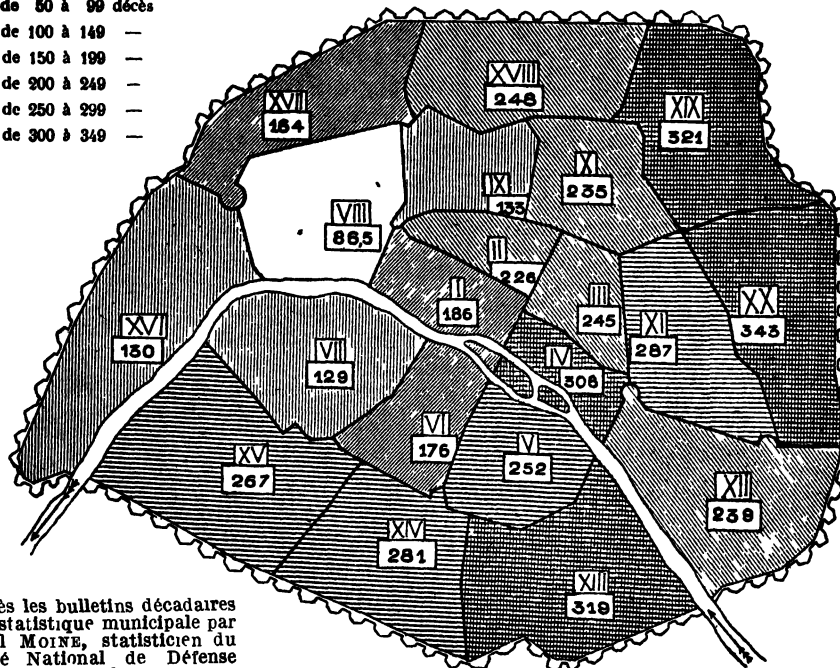 de 50 à 99 décès
de 100 à 149 —
de 150 à 199 —
de 200 à 249 —
de 250 à 299 —
de 300 à 349 —
XVIII
248
XVII
164
XIX
321
X
235
IX
133
VIII
86,5
II
226
XX
343
I
186
III
245
XI
287
XVI
130
VII
129
IV
306
VI
176
V
252
XV
267
XII
239
XIV
281
XIII
319
ès les bulletins décadaires
statistique municipale par
l MOINE, statisticien du
é National de Défense